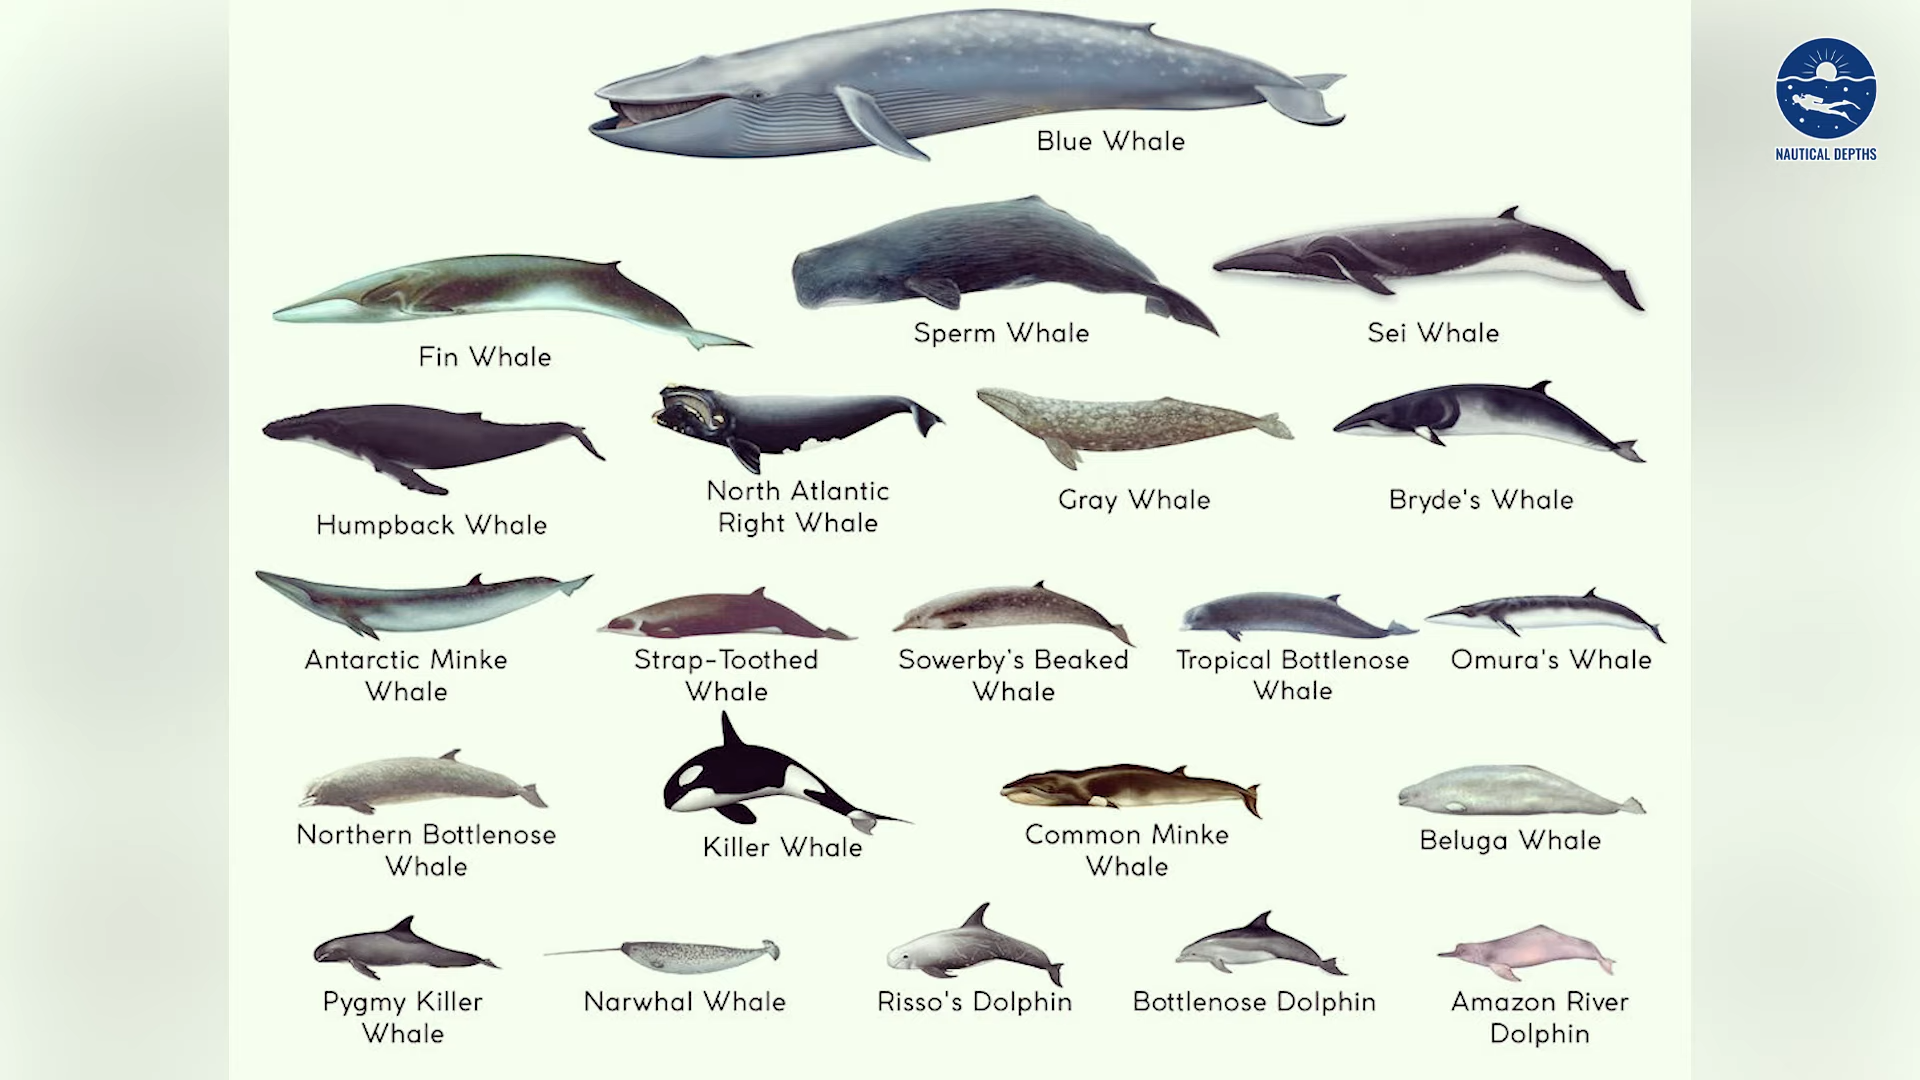 Blue Whale
NAUTICAL DEPTHS
Fin Whale
Sperm Whale
Sei Whale
Humpback Whale
North Atlantic
Right Whale
Gray Whale
Bryde's Whale
Antarctic Minke
Whale
Strap-Toothed
Whale
Sowerby's Beaked
Whale
Tropical Bottlenose
Whale
Omura's Whale
Northern Bottlenose
Whale
Killer Whale
Common Minke
Whale
Beluga Whale
Pygmy Killer
Whale
Narwhal Whale
Risso's Dolphin
Bottlenose Dolphin
Amazon River
Dolphin